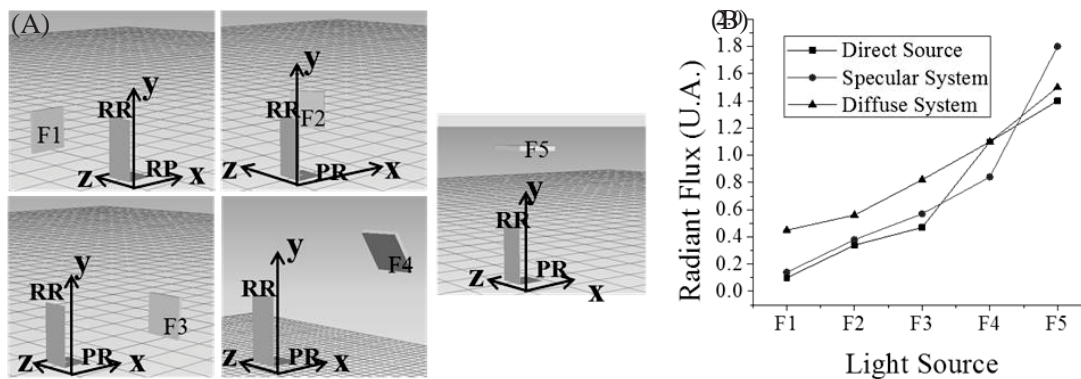 (A)
y
RR
F1
RP
z
x
y
RR
F2
PR
z
x
y
RR
F3
PR
z
x
y
RR
F4
PR
z
x
F5
y
RR
PR
z
x
(B)
2.0
1.8
1.6
1.4
1.2
1.0
0.8
0.6
0.4
0.2
0.0
Radiant Flux (U.A.)
Direct Source
Specular System
Diffuse System
F1 F2 F3 F4 F5
Light Source